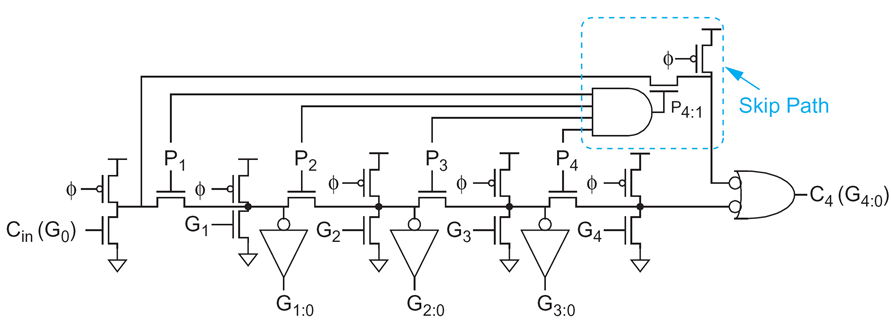 ϕ
Skip Path
P4:1
P1 P2 P3 P4
ϕ ϕ ϕ ϕ ϕ
C4 (G4:0)
Cin (G0) G1 G2 G3 G4
G1:0 G2:0 G3:0